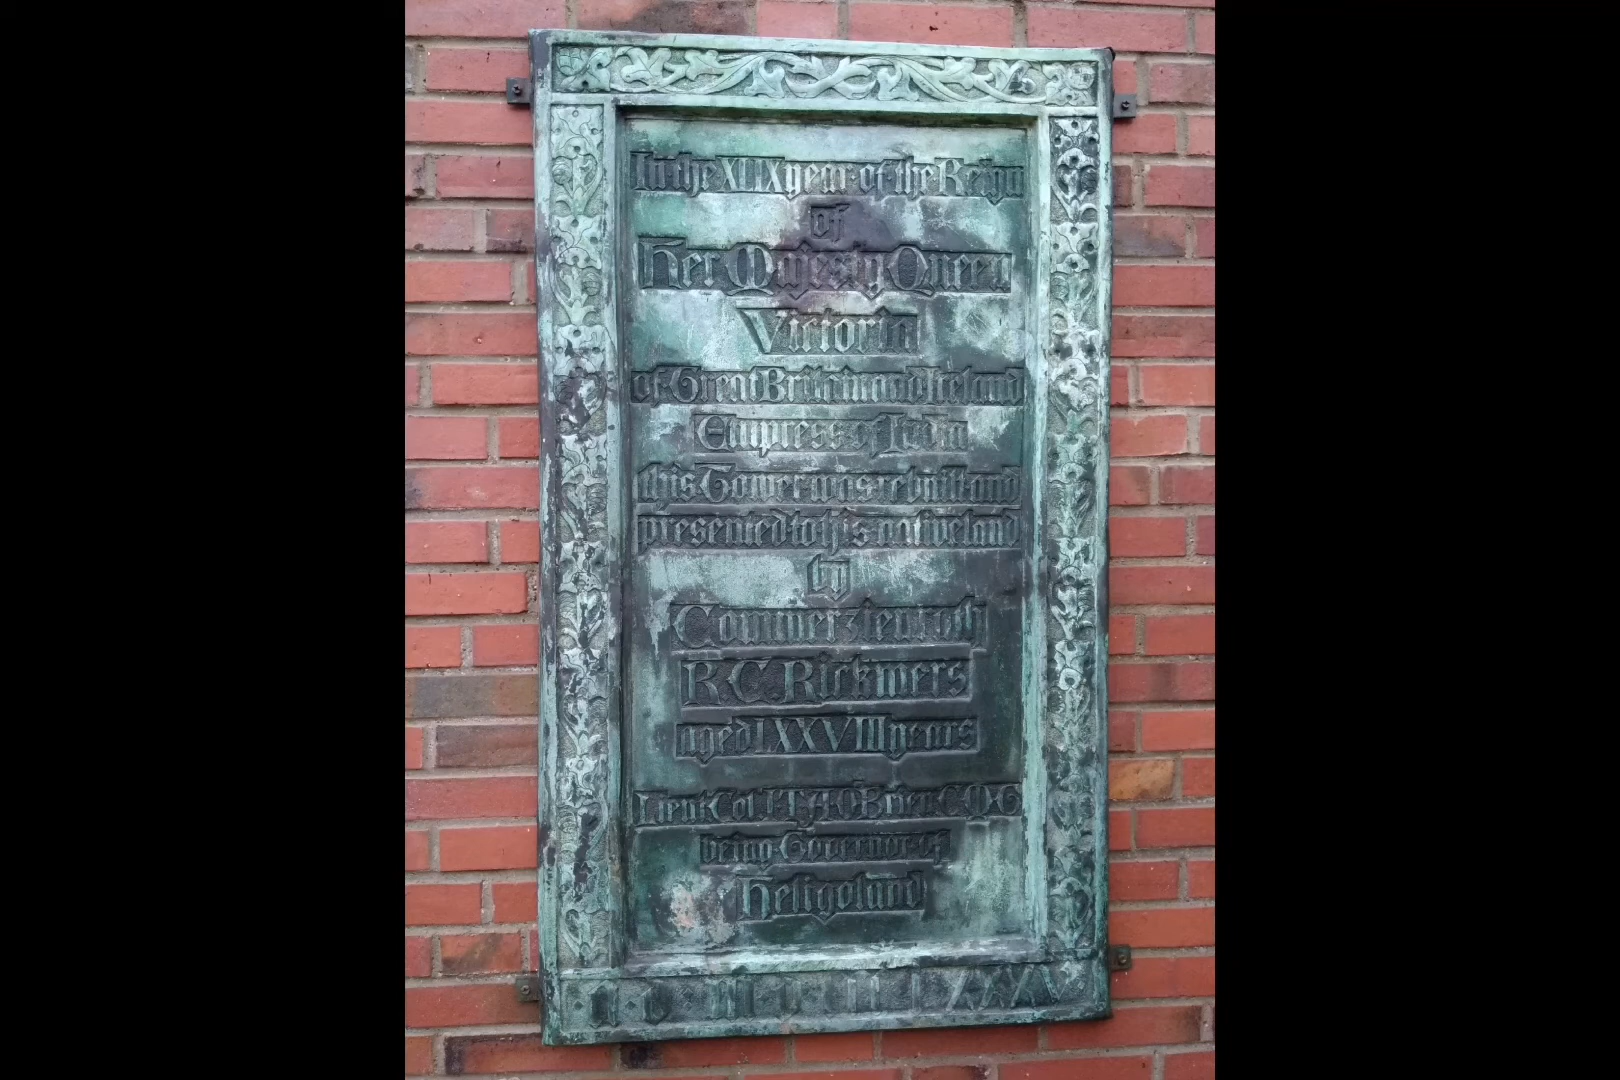 In the XLIX year of the Reign
of
Her Majesty Queen
Victoria
of Great Britain and Ireland
Empress of India
this Tower was rebuilt and
presented to his native land
by
Commerzienrath
R C Rickmers
aged LXXVIII years
Lieut Col T A O'Brien C M G
being Governor of
Heligoland
A D